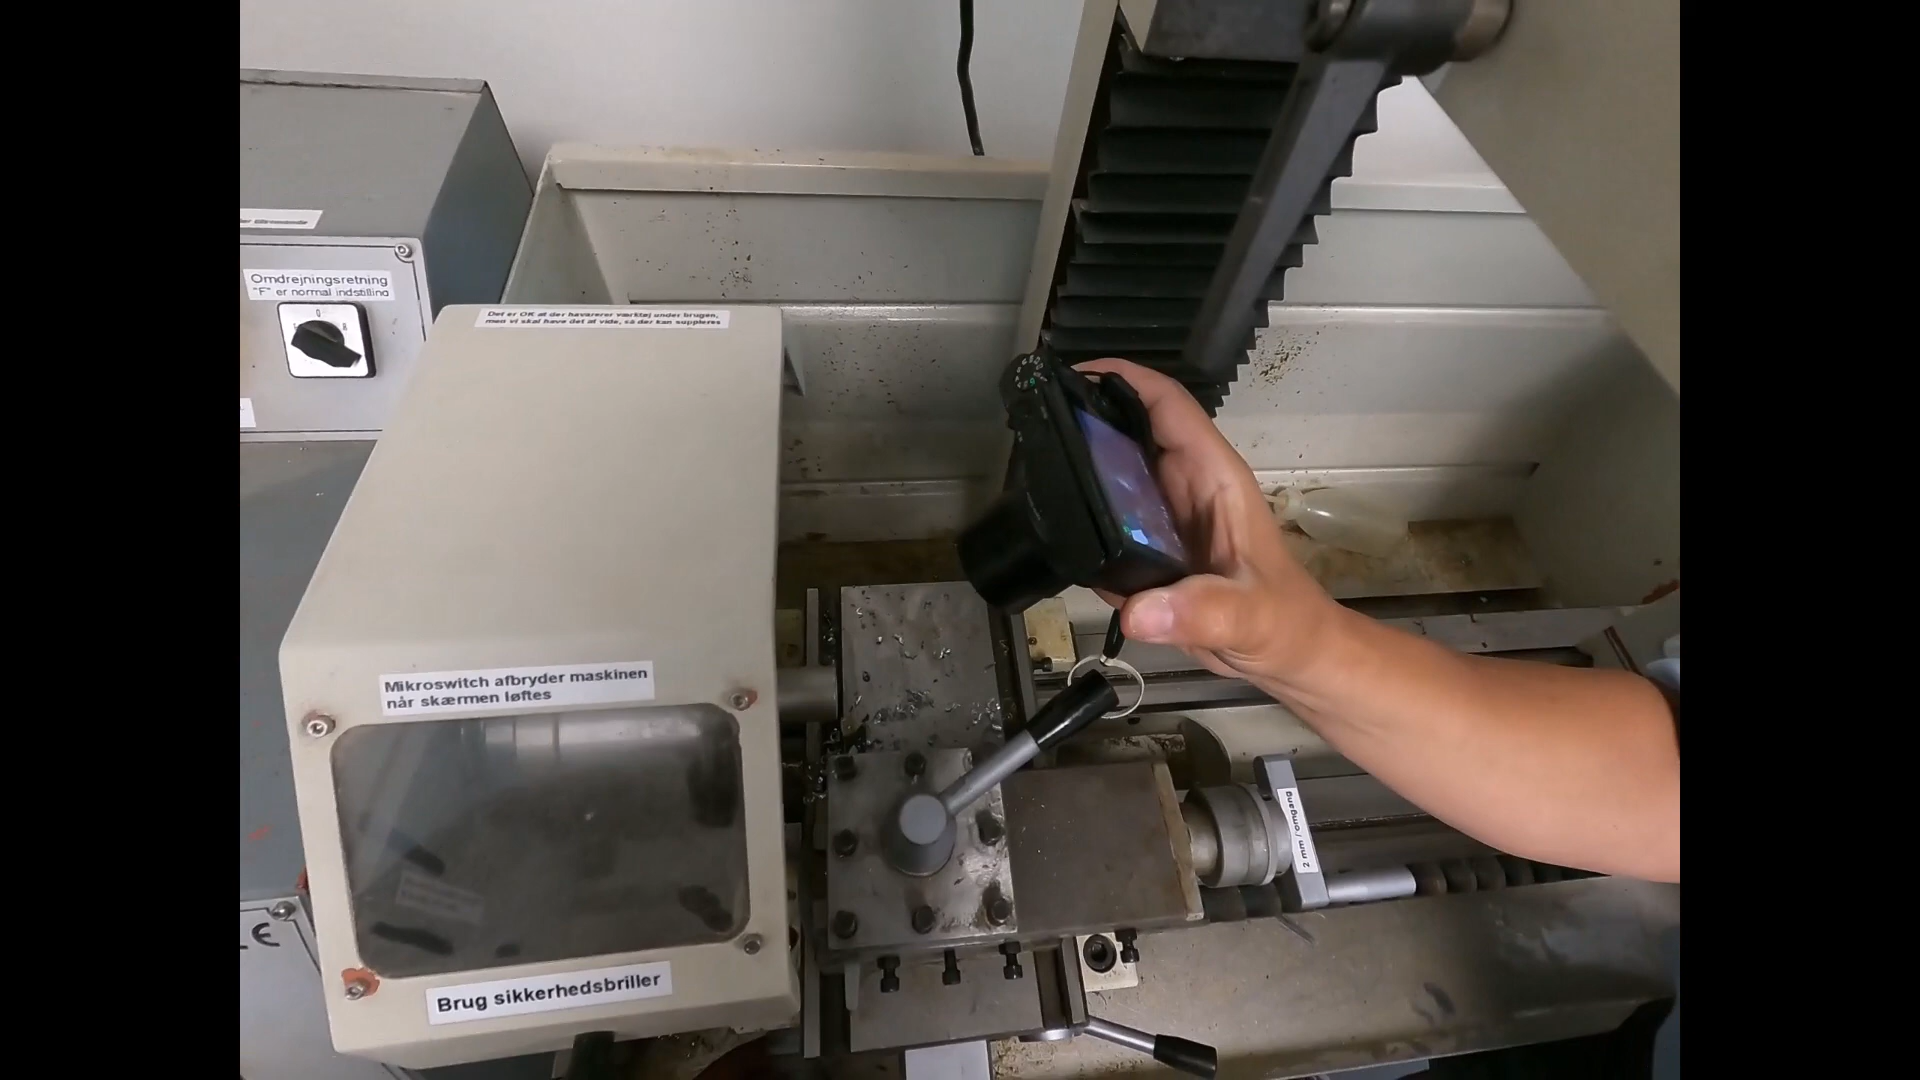 Omdrejningsretning
"F" er normal indstilling
O
R
Det er OK at der havarerer værktøj under brugen,
men vi skal have det at vide, så der kan suppleres
Mikroswitch afbryder maskinen
når skærmen løftes
2 mm / omgang
CE
Brug sikkerhedsbriller